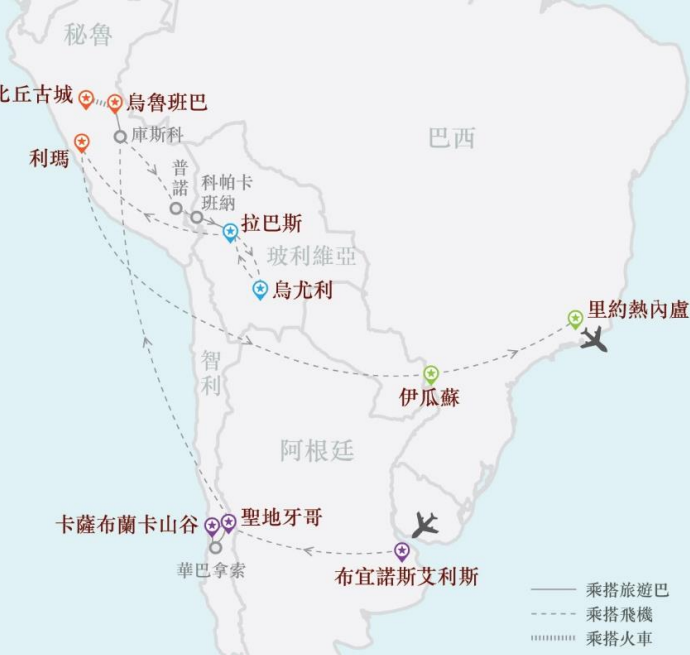 秘魯
比丘古城
烏魯班巴
庫斯科
巴西
利瑪
普
諾
科帕卡
班納
拉巴斯
玻利維亞
烏尤利
里約熱內盧
智
利
伊瓜蘇
阿根廷
卡薩布蘭卡山谷
聖地牙哥
華巴拿索
布宜諾斯艾利斯
乘搭旅遊巴
乘搭飛機
乘搭火車